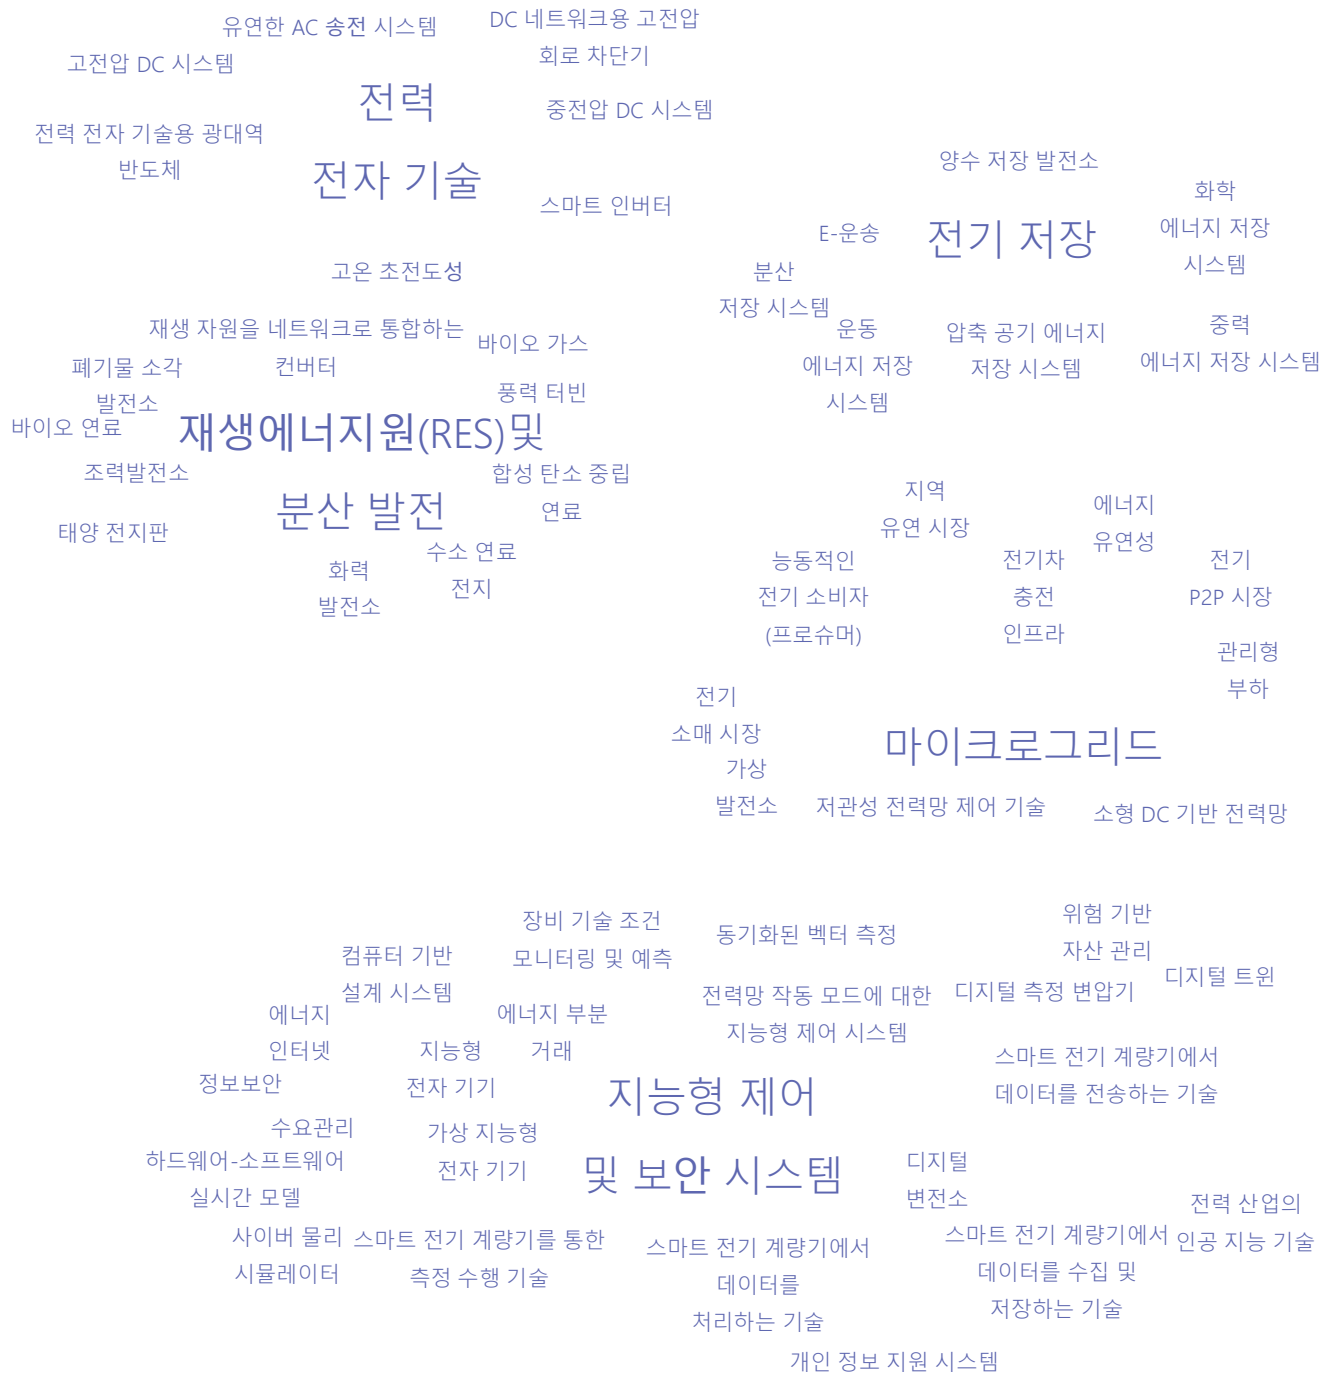 유연한 AC 송전 시스템
고전압 DC 시스템
DC 네트워크용 고전압
회로 차단기
전력
전자 기술
중전압 DC 시스템
전력 전자 기술용 광대역
반도체
스마트 인버터
고온 초전도성
양수 저장 발전소
화학
에너지 저장
시스템
E-운송
전기 저장
분산
저장 시스템
운동
에너지 저장
시스템
압축 공기 에너지
저장 시스템
중력
에너지 저장 시스템
재생 자원을 네트워크로 통합하는
컨버터
바이오 가스
폐기물 소각
발전소
풍력 터빈
바이오 연료
재생에너지원(RES)및
분산 발전
조력발전소
합성 탄소 중립
연료
태양 전지판
수소 연료
전지
화력
발전소
지역
유연 시장
에너지
유연성
능동적인
전기 소비자
(프로슈머)
전기차
충전
인프라
전기
P2P 시장
관리형
부하
전기
소매 시장
마이크로그리드
가상
발전소
저관성 전력망 제어 기술
소형 DC 기반 전력망
장비 기술 조건
모니터링 및 예측
동기화된 벡터 측정
위험 기반
자산 관리
컴퓨터 기반
설계 시스템
디지털 트윈
전력망 작동 모드에 대한
지능형 제어 시스템
디지털 측정 변압기
에너지
인터넷
에너지 부분
거래
지능형
전자 기기
스마트 전기 계량기에서
데이터를 전송하는 기술
정보보안
지능형 제어
및 보안 시스템
수요관리
가상 지능형
전자 기기
하드웨어-소프트웨어
실시간 모델
디지털
변전소
전력 산업의
인공 지능 기술
사이버 물리
시뮬레이터
스마트 전기 계량기를 통한
측정 수행 기술
스마트 전기 계량기에서
데이터를
처리하는 기술
스마트 전기 계량기에서
데이터를 수집 및
저장하는 기술
개인 정보 지원 시스템